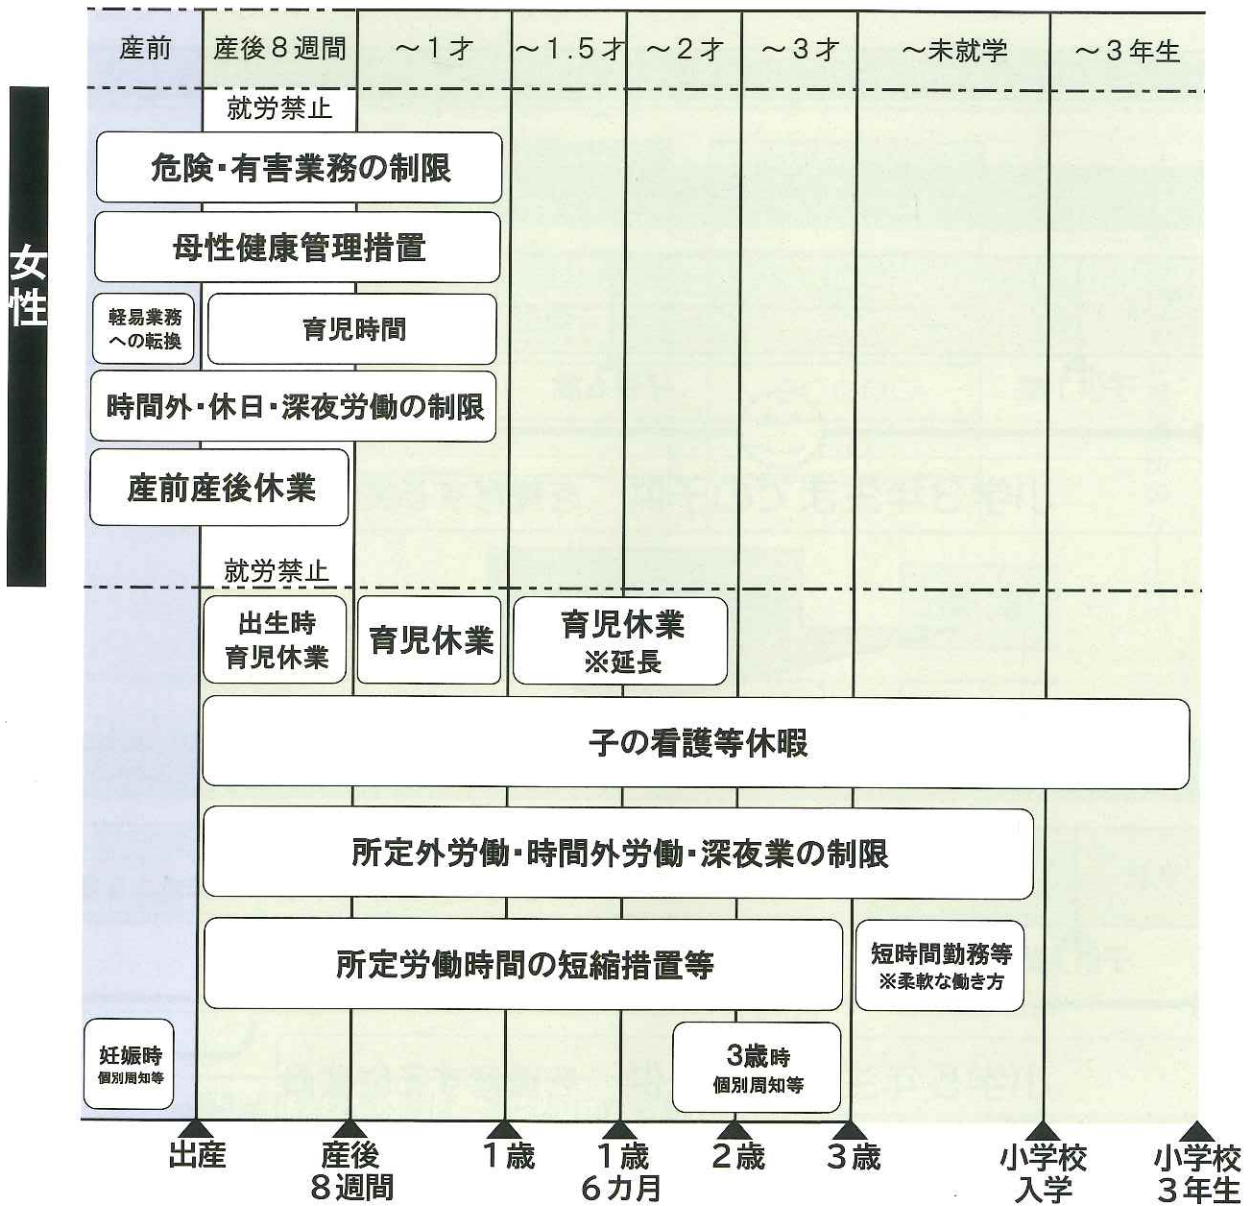 産前
産後8週間
～1才
～1.5才
～2才
～3才
～未就学
～3年生
女性
就労禁止
危険・有害業務の制限
母性健康管理措置
軽易業務
への転換
育児時間
時間外・休日・深夜労働の制限
産前産後休業
就労禁止
出生時
育児休業
育児休業
育児休業
※延長
子の看護等休暇
所定外労働・時間外労働・深夜業の制限
所定労働時間の短縮措置等
短時間勤務等
※柔軟な働き方
妊娠時
個別周知等
3歳時
個別周知等
出産
産後
8週間
1歳
1歳
6カ月
2歳
3歳
小学校
入学
小学校
3年生